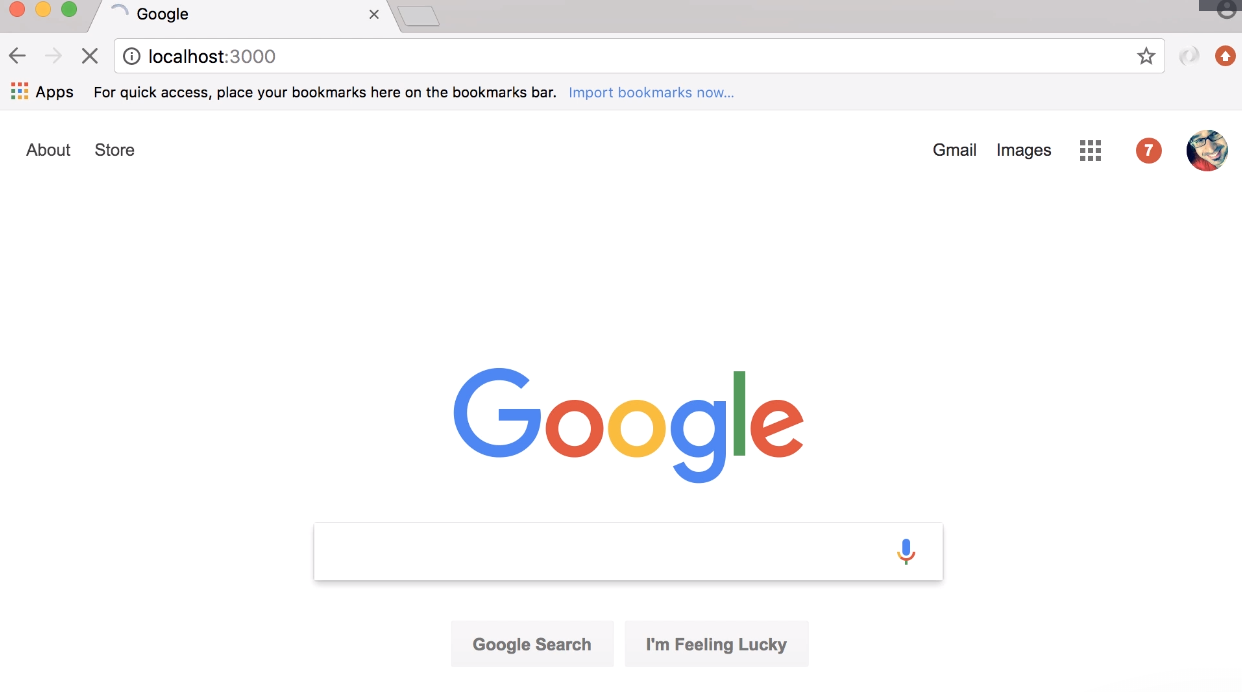 Google
localhost:3000
Apps For quick access, place your bookmarks here on the bookmarks bar. Import bookmarks now...
About Store Gmail Images 7
Google
Google Search I'm Feeling Lucky